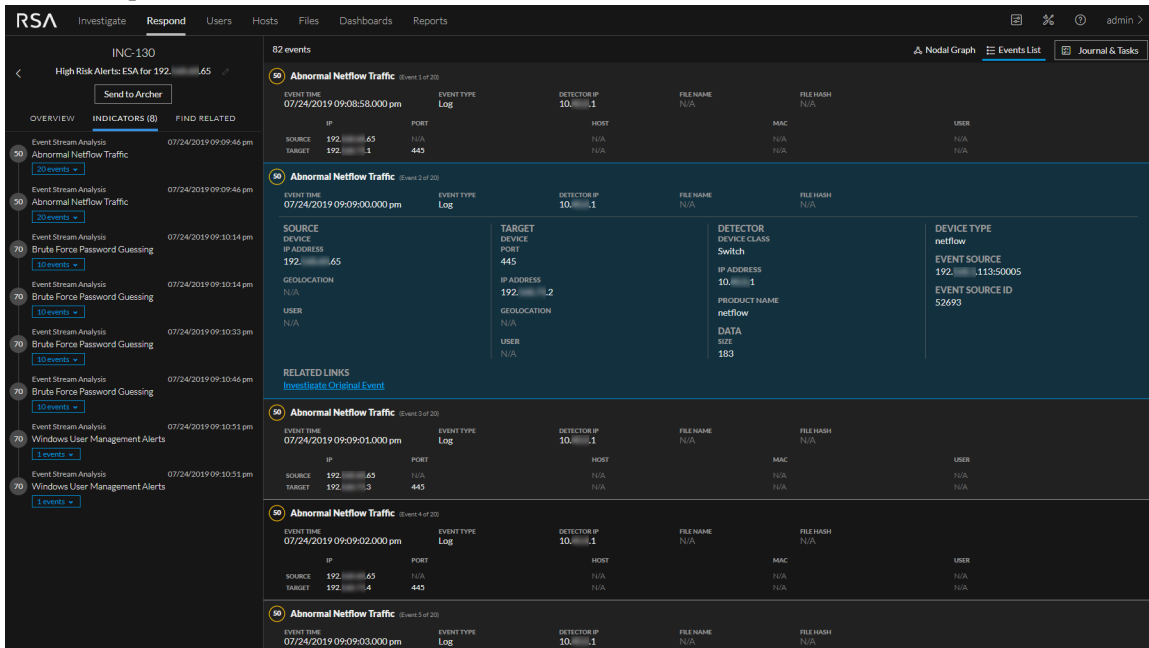 RSA Investigate Respond Users Hosts Files Dashboards Reports admin >
INC-130
High Risk Alerts: ESA for 192. .65
Send to Archer
OVERVIEW INDICATORS (8) FIND RELATED
Event Stream Analysis 07/24/2019 09:09:46 pm
50 Abnormal Netflow Traffic
20 events
Event Stream Analysis 07/24/2019 09:09:46 pm
50 Abnormal Netflow Traffic
20 events
Event Stream Analysis 07/24/2019 09:10:14 pm
70 Brute Force Password Guessing
10 events
Event Stream Analysis 07/24/2019 09:10:14 pm
70 Brute Force Password Guessing
10 events
Event Stream Analysis 07/24/2019 09:10:33 pm
70 Brute Force Password Guessing
10 events
Event Stream Analysis 07/24/2019 09:10:46 pm
70 Brute Force Password Guessing
10 events
Event Stream Analysis 07/24/2019 09:10:51 pm
70 Windows User Management Alerts
1 events
Event Stream Analysis 07/24/2019 09:10:51 pm
70 Windows User Management Alerts
1 events
82 events Nodal Graph Events List Journal & Tasks
50 Abnormal Netflow Traffic (Event 1 of 20)
EVENT TIME EVENT TYPE DETECTOR IP FILE NAME FILE HASH
07/24/2019 09:08:58.000 pm Log 10. .1 N/A N/A
IP PORT HOST MAC USER
SOURCE 192. .65 N/A N/A N/A N/A
TARGET 192. .1 445 N/A N/A N/A
50 Abnormal Netflow Traffic (Event 2 of 20)
EVENT TIME EVENT TYPE DETECTOR IP FILE NAME FILE HASH
07/24/2019 09:09:00.000 pm Log 10. .1 N/A N/A
SOURCE
DEVICE
IP ADDRESS
192. .65
GEOLOCATION
N/A
USER
N/A
TARGET
DEVICE
PORT
445
IP ADDRESS
192. .2
GEOLOCATION
N/A
USER
N/A
DETECTOR
DEVICE CLASS
Switch
IP ADDRESS
10. .1
PRODUCT NAME
netflow
DATA
SIZE
183
DEVICE TYPE
netflow
EVENT SOURCE
192. .113:50005
EVENT SOURCE ID
52693
RELATED LINKS
Investigate Original Event
50 Abnormal Netflow Traffic (Event 3 of 20)
EVENT TIME EVENT TYPE DETECTOR IP FILE NAME FILE HASH
07/24/2019 09:09:01.000 pm Log 10. .1 N/A N/A
IP PORT HOST MAC USER
SOURCE 192. .65 N/A N/A N/A N/A
TARGET 192. .3 445 N/A N/A N/A
50 Abnormal Netflow Traffic (Event 4 of 20)
EVENT TIME EVENT TYPE DETECTOR IP FILE NAME FILE HASH
07/24/2019 09:09:02.000 pm Log 10. .1 N/A N/A
IP PORT HOST MAC USER
SOURCE 192. .65 N/A N/A N/A N/A
TARGET 192. .4 445 N/A N/A N/A
50 Abnormal Netflow Traffic (Event 5 of 20)
EVENT TIME EVENT TYPE DETECTOR IP FILE NAME FILE HASH
07/24/2019 09:09:03.000 pm Log 10. .1 N/A N/A